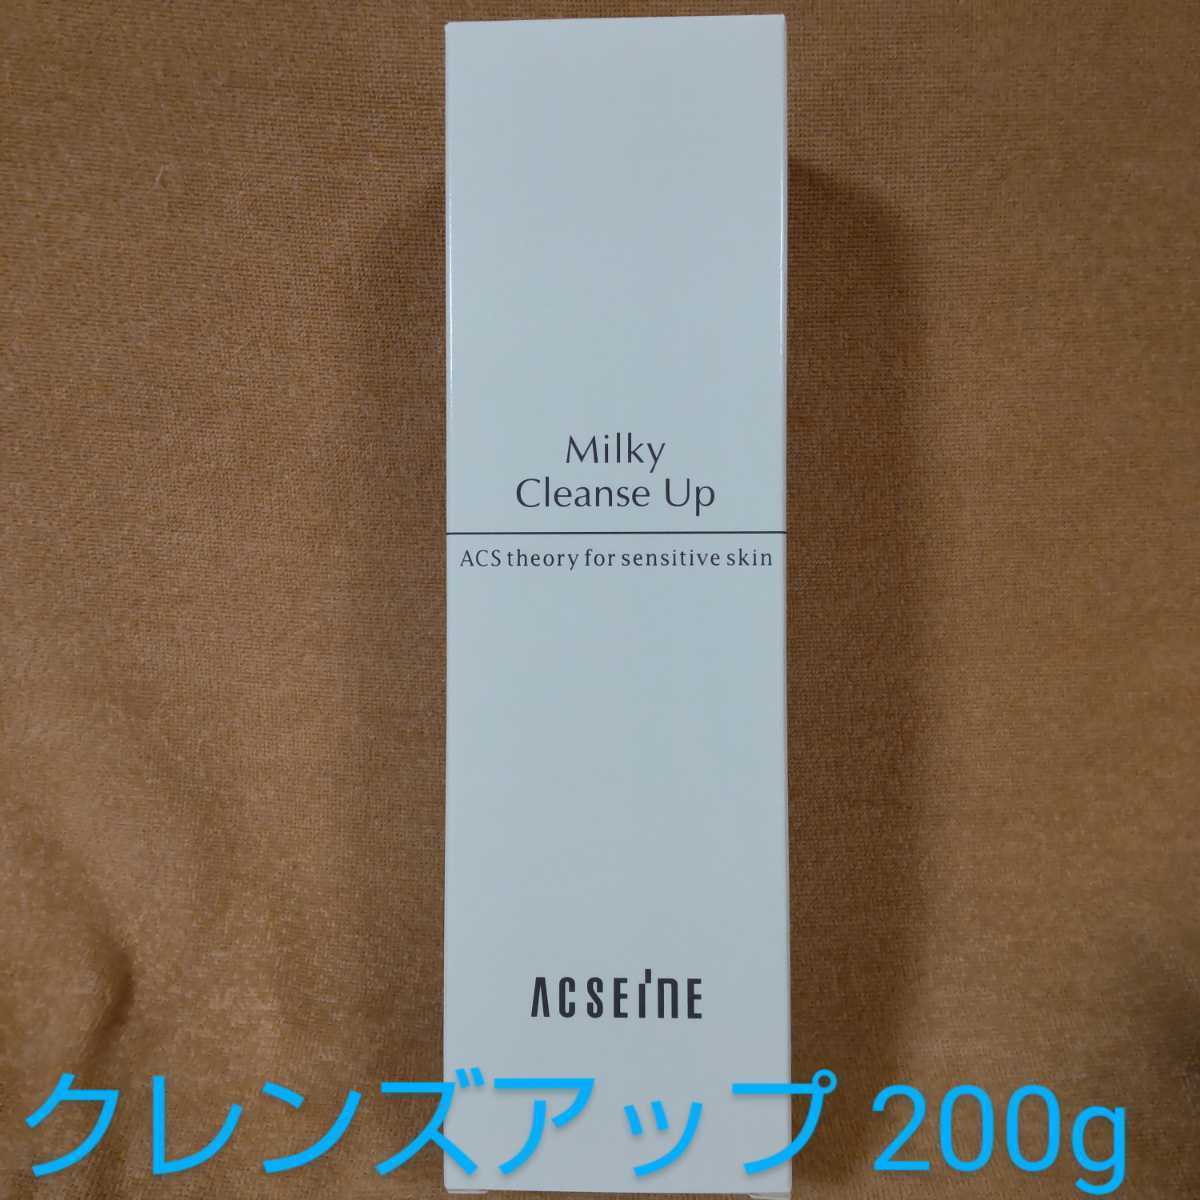 Milky
Cleanse Up
ACS theory for sensitive skin
ACSEINE
クレンズアップ 200g